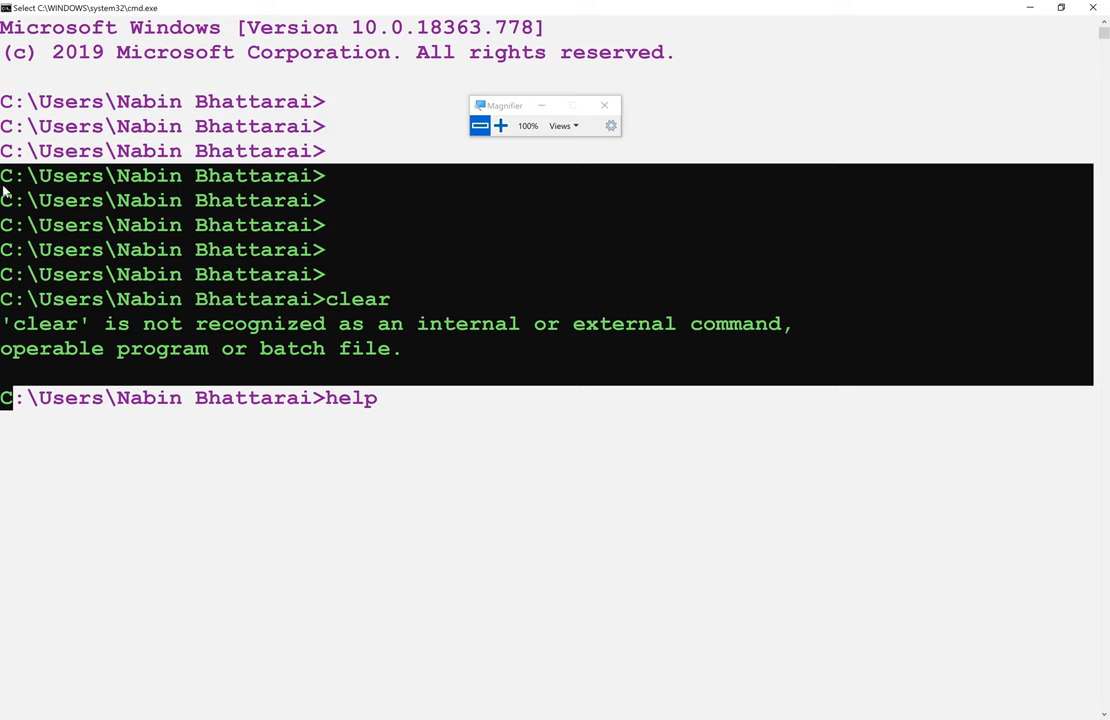 Select C:\WINDOWS\system32\cmd.exe
Microsoft Windows [Version 10.0.18363.778]
(c) 2019 Microsoft Corporation. All rights reserved.
C:\Users\Nabin Bhattarai>
Magnifier
C:\Users\Nabin Bhattarai>
100% Views
C:\Users\Nabin Bhattarai>
C:\Users\Nabin Bhattarai>
C:\Users\Nabin Bhattarai>
C:\Users\Nabin Bhattarai>
C:\Users\Nabin Bhattarai>
C:\Users\Nabin Bhattarai>
C:\Users\Nabin Bhattarai>clear
'clear' is not recognized as an internal or external command,
operable program or batch file.
C:\Users\Nabin Bhattarai>help